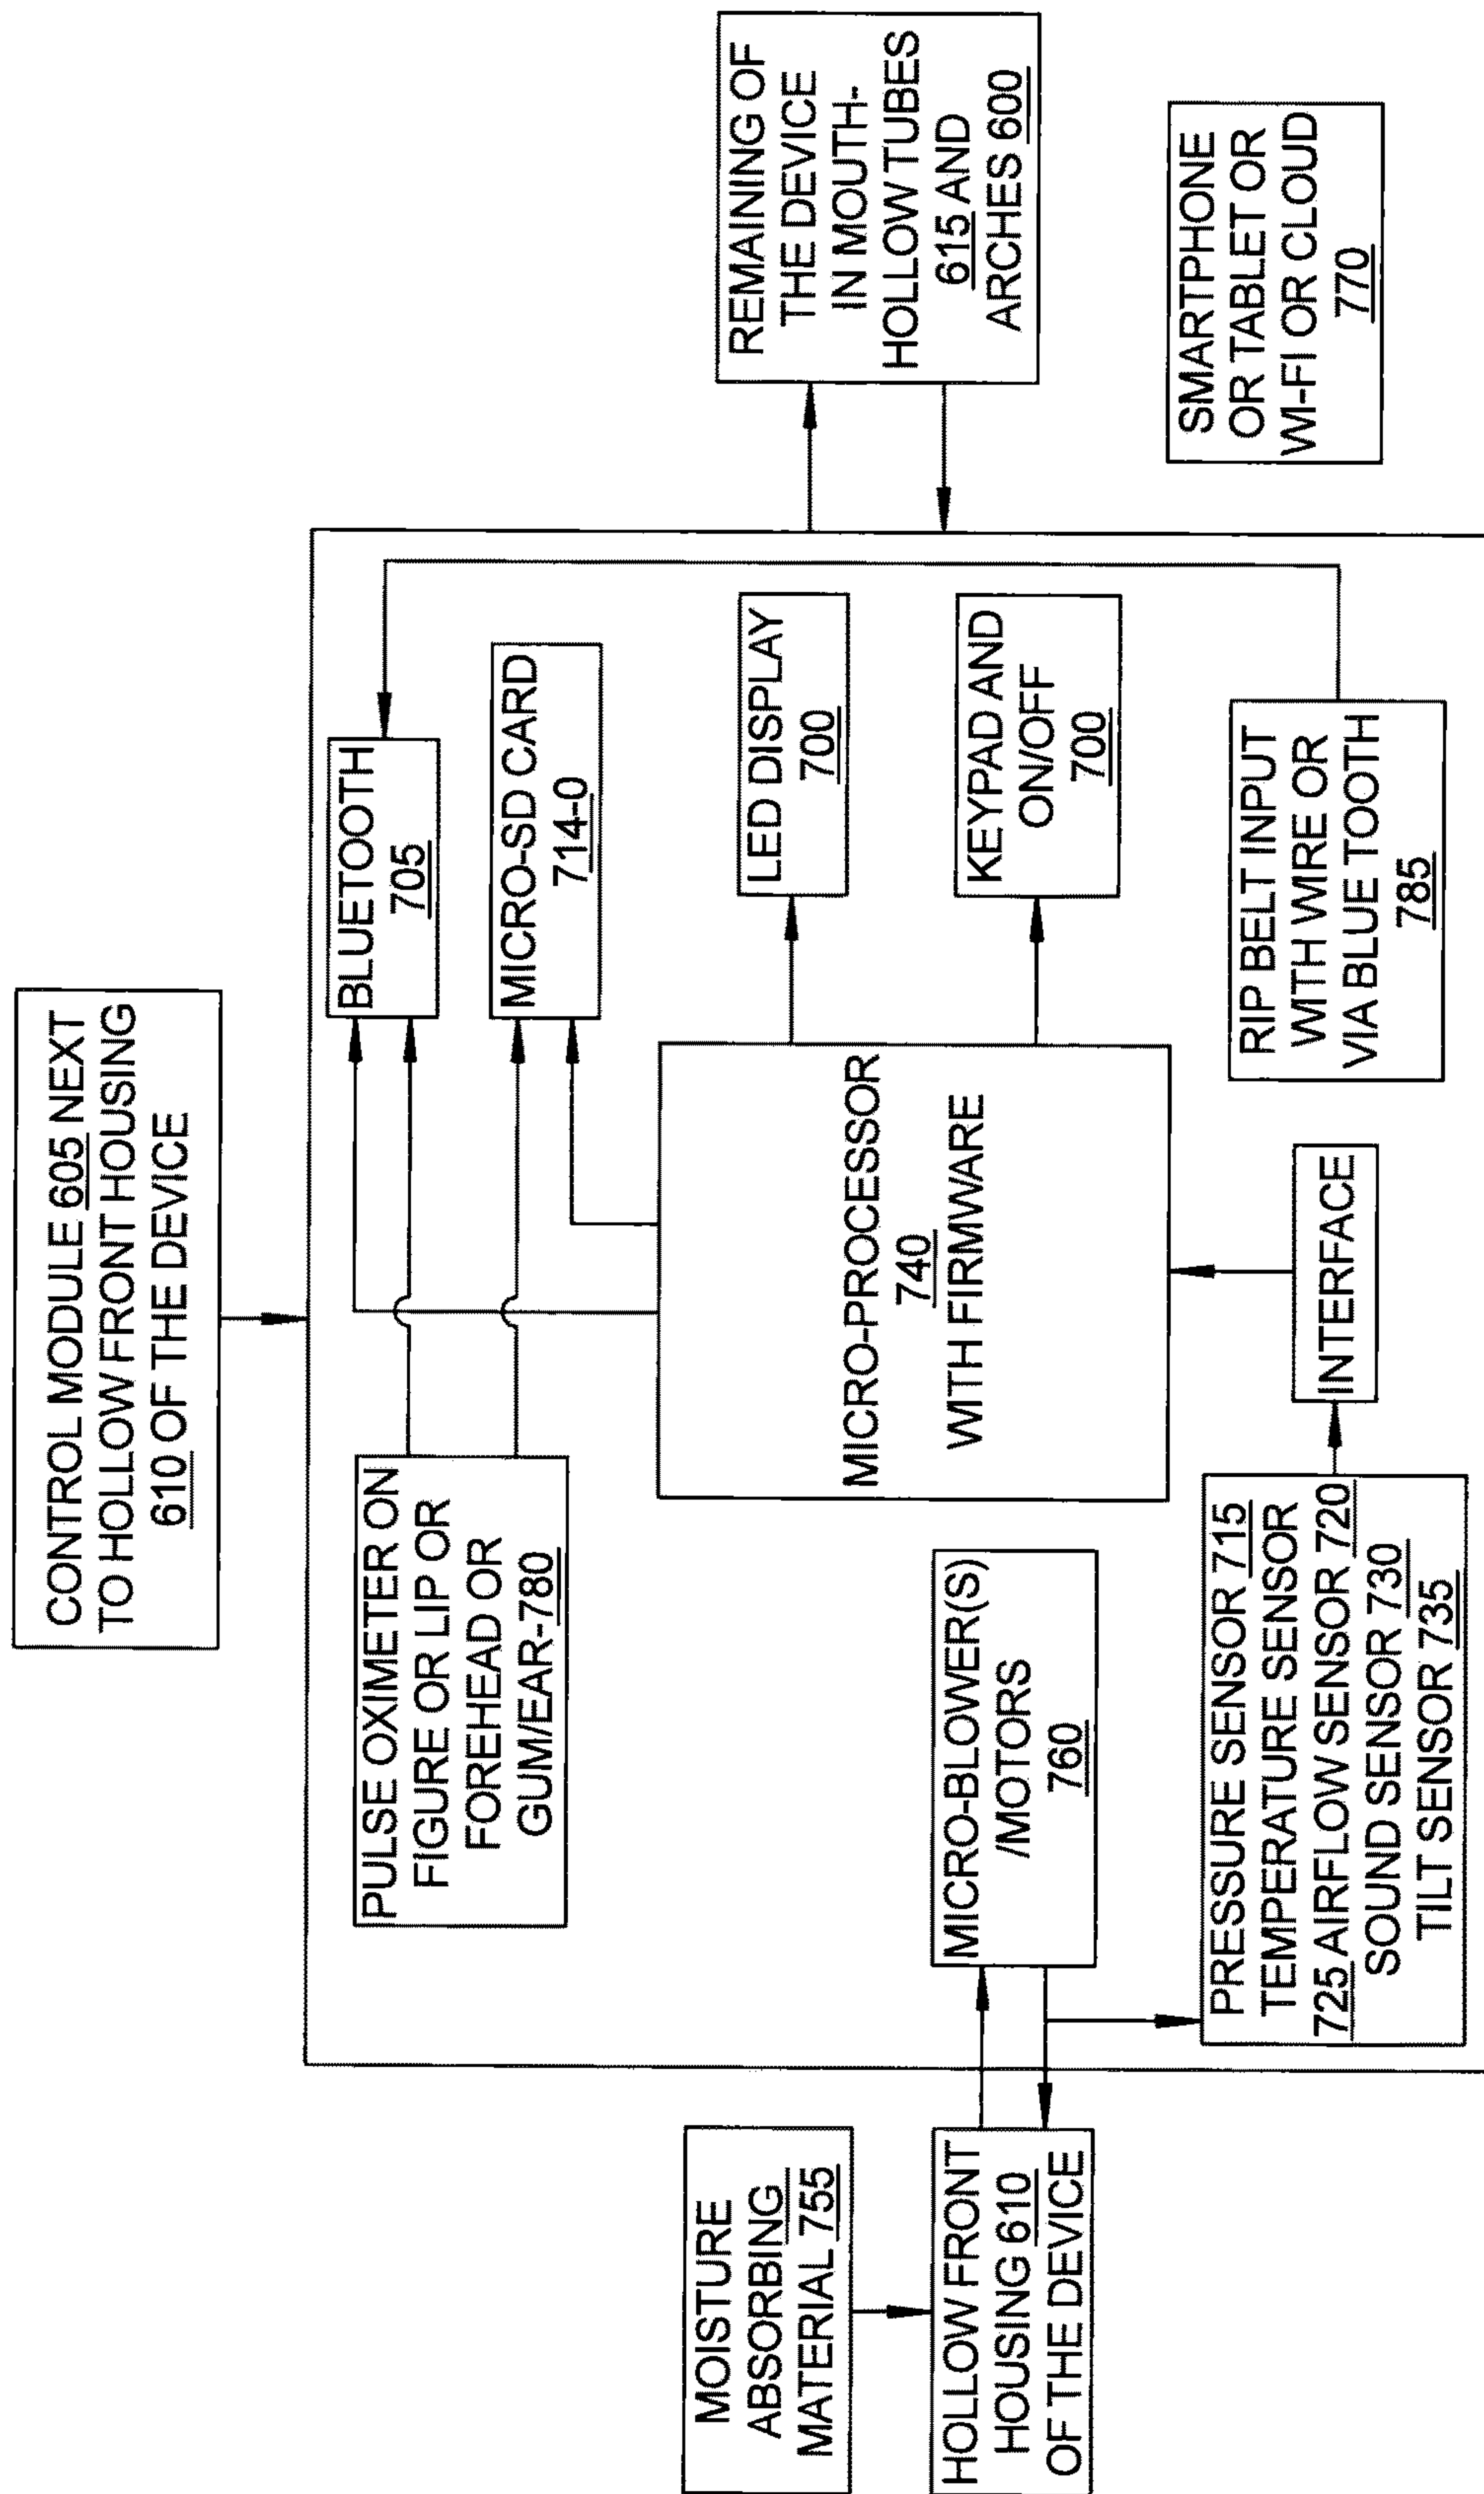 CONTROL MODULE 605 NEXT
TO HOLLOW FRONT HOUSING
610 OF THE DEVICE
PULSE OXIMETER ON
FIGURE OR LIP OR
FOREHEAD OR
GUM/EAR-780
BLUETOOTH
705
MICRO-SD CARD
714-0
MOISTURE
ABSORBING
MATERIAL 755
HOLLOW FRONT
HOUSING 610
OF THE DEVICE
MICRO-BLOWER(S)
/MOTORS
760
MICRO-PROCESSOR
740
WITH FIRMWARE
LED DISPLAY
700
KEYPAD AND
ON/OFF
700
REMAINING OF
THE DEVICE
IN MOUTH-
HOLLOW TUBES
615 AND
ARCHES 600
PRESSURE SENSOR 715
TEMPERATURE SENSOR
725 AIRFLOW SENSOR 720
SOUND SENSOR 730
TILT SENSOR 735
INTERFACE
RIP BELT INPUT
WITH WIRE OR
VIA BLUE TOOTH
785
SMARTPHONE
OR TABLET OR
WI-FI OR CLOUD
770